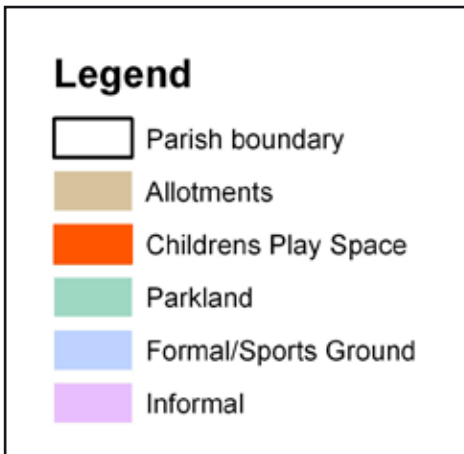 Legend
Parish boundary
Allotments
Childrens Play Space
Parkland
Formal/Sports Ground
Informal